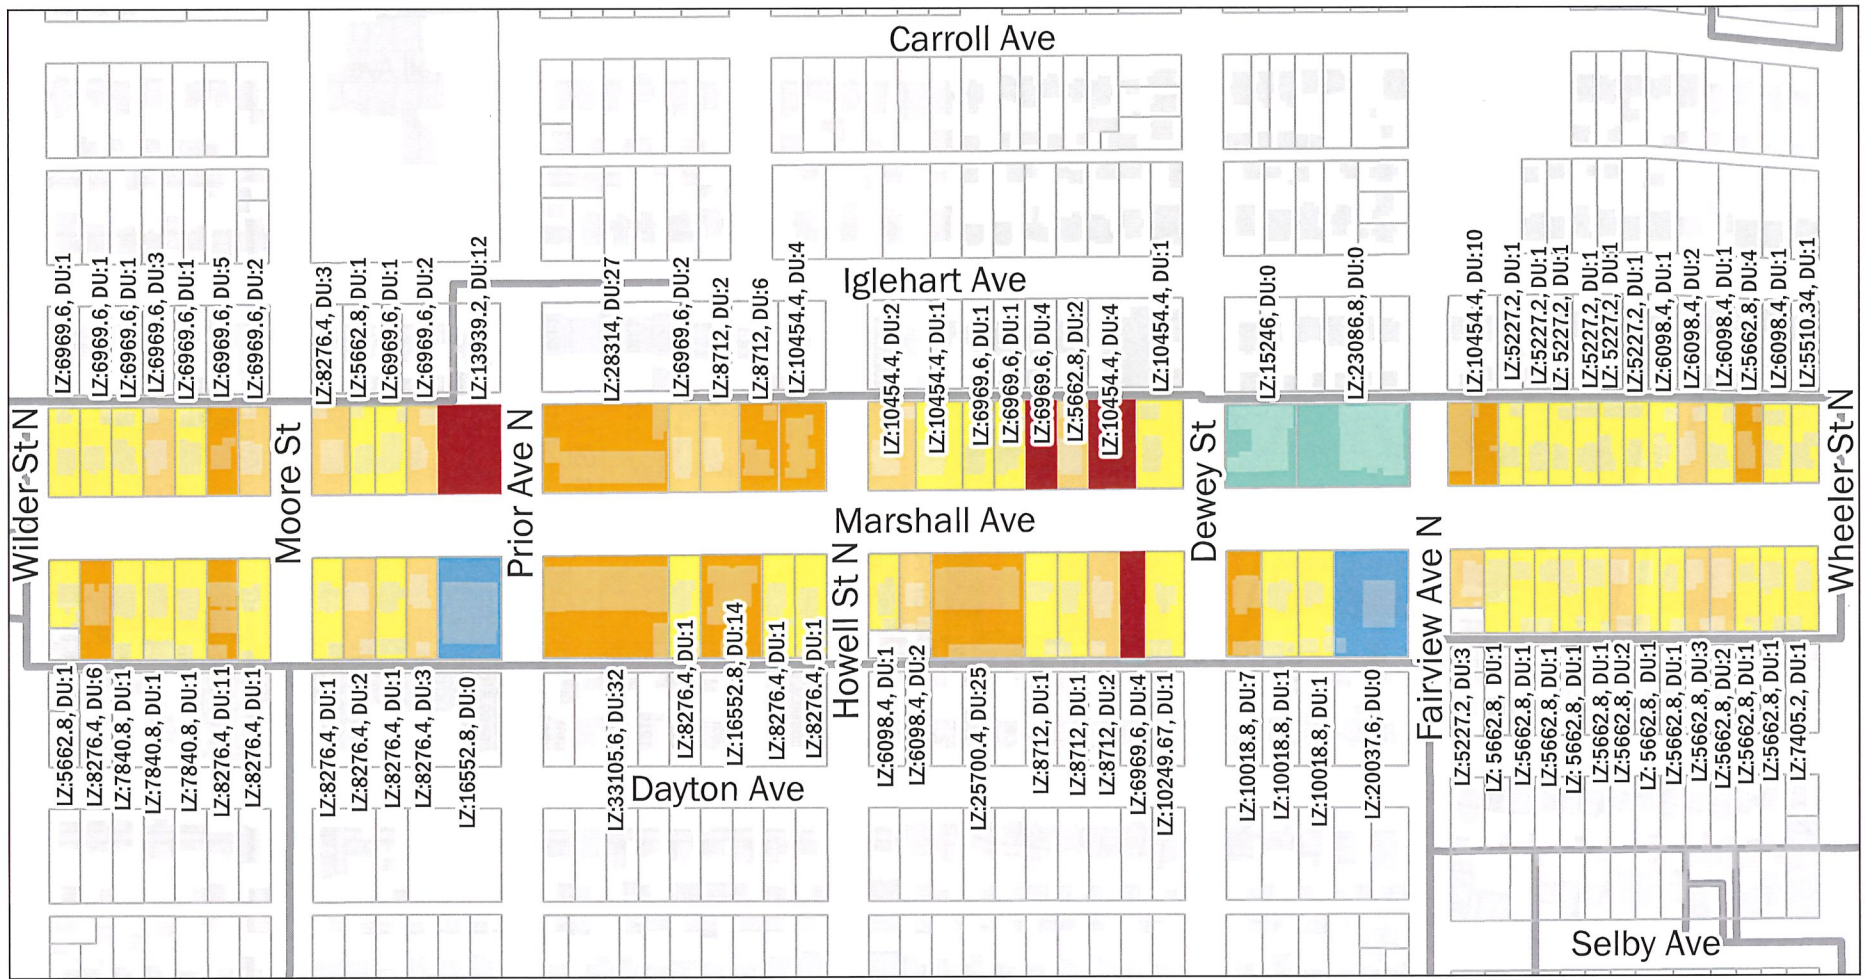 Carroll Ave
LZ:6969.6, DU:1
LZ:6969.6, DU:1
LZ:6969.6, DU:1
LZ:6969.6, DU:3
LZ:6969.6, DU:1
LZ:6969.6, DU:5
LZ:6969.6, DU:2
LZ:8276.4, DU:3
LZ:5662.8, DU:1
LZ:6969.6, DU:1
LZ:6969.6, DU:2
LZ:13939.2, DU:12
LZ:28314, DU:27
LZ:6969.6, DU:2
LZ:8712, DU:2
LZ:8712, DU:6
LZ:10454.4, DU:4
Iglehart Ave
LZ:10454.4, DU:2
LZ:10454.4, DU:1
LZ:6969.6, DU:1
LZ:6969.6, DU:1
LZ:6969.6, DU:4
LZ:5662.8, DU:2
LZ:10454.4, DU:4
LZ:10454.4, DU:1
LZ:15246, DU:0
LZ:23086.8, DU:0
LZ:10454.4, DU:10
LZ:5227.2, DU:1
LZ:5227.2, DU:1
LZ: 5227.2, DU:1
LZ:5227.2, DU:1
LZ: 5227.2, DU:1
LZ:5227.2, DU:1
LZ:6098.4, DU:1
LZ:6098.4, DU:2
LZ:6098.4, DU:1
LZ:5662.8, DU:4
LZ:6098.4, DU:1
LZ:5510.34, DU:1
Wilder St N
Moore St
Prior Ave N
Marshall Ave
Howell St N
Dewey St
Fairview Ave N
Wheeler St N
LZ:5662.8, DU:1
LZ:8276.4, DU:6
LZ:7840.8, DU:1
LZ:7840.8, DU:1
LZ:7840.8, DU:1
LZ:8276.4, DU:11
LZ:8276.4, DU:1
LZ:8276.4, DU:1
LZ:8276.4, DU:2
LZ:8276.4, DU:1
LZ:8276.4, DU:3
LZ:16552.8, DU:0
LZ:33105.6, DU:32
LZ:8276.4, DU:1
LZ:16552.8, DU:14
LZ:8276.4, DU:1
LZ:8276.4, DU:1
LZ:6098.4, DU:1
LZ:6098.4, DU:2
LZ:25700.4, DU:25
LZ:8712, DU:1
LZ:8712, DU:1
LZ:8712, DU:2
LZ:6969.6, DU:4
LZ:10249.67, DU:1
LZ:10018.8, DU:7
LZ:10018.8, DU:1
LZ:10018.8, DU:1
LZ:20037.6, DU:0
LZ:5227.2, DU:3
LZ: 5662.8, DU:1
LZ:5662.8, DU:1
LZ:5662.8, DU:1
LZ: 5662.8, DU:1
LZ:5662.8, DU:1
LZ:5662.8, DU:2
LZ: 5662.8, DU:1
LZ:5662.8, DU:1
LZ:5662.8, DU:3
LZ:5662.8, DU:2
LZ:5662.8, DU:1
LZ:5662.8, DU:1
LZ:7405.2, DU:1
Dayton Ave
Selby Ave